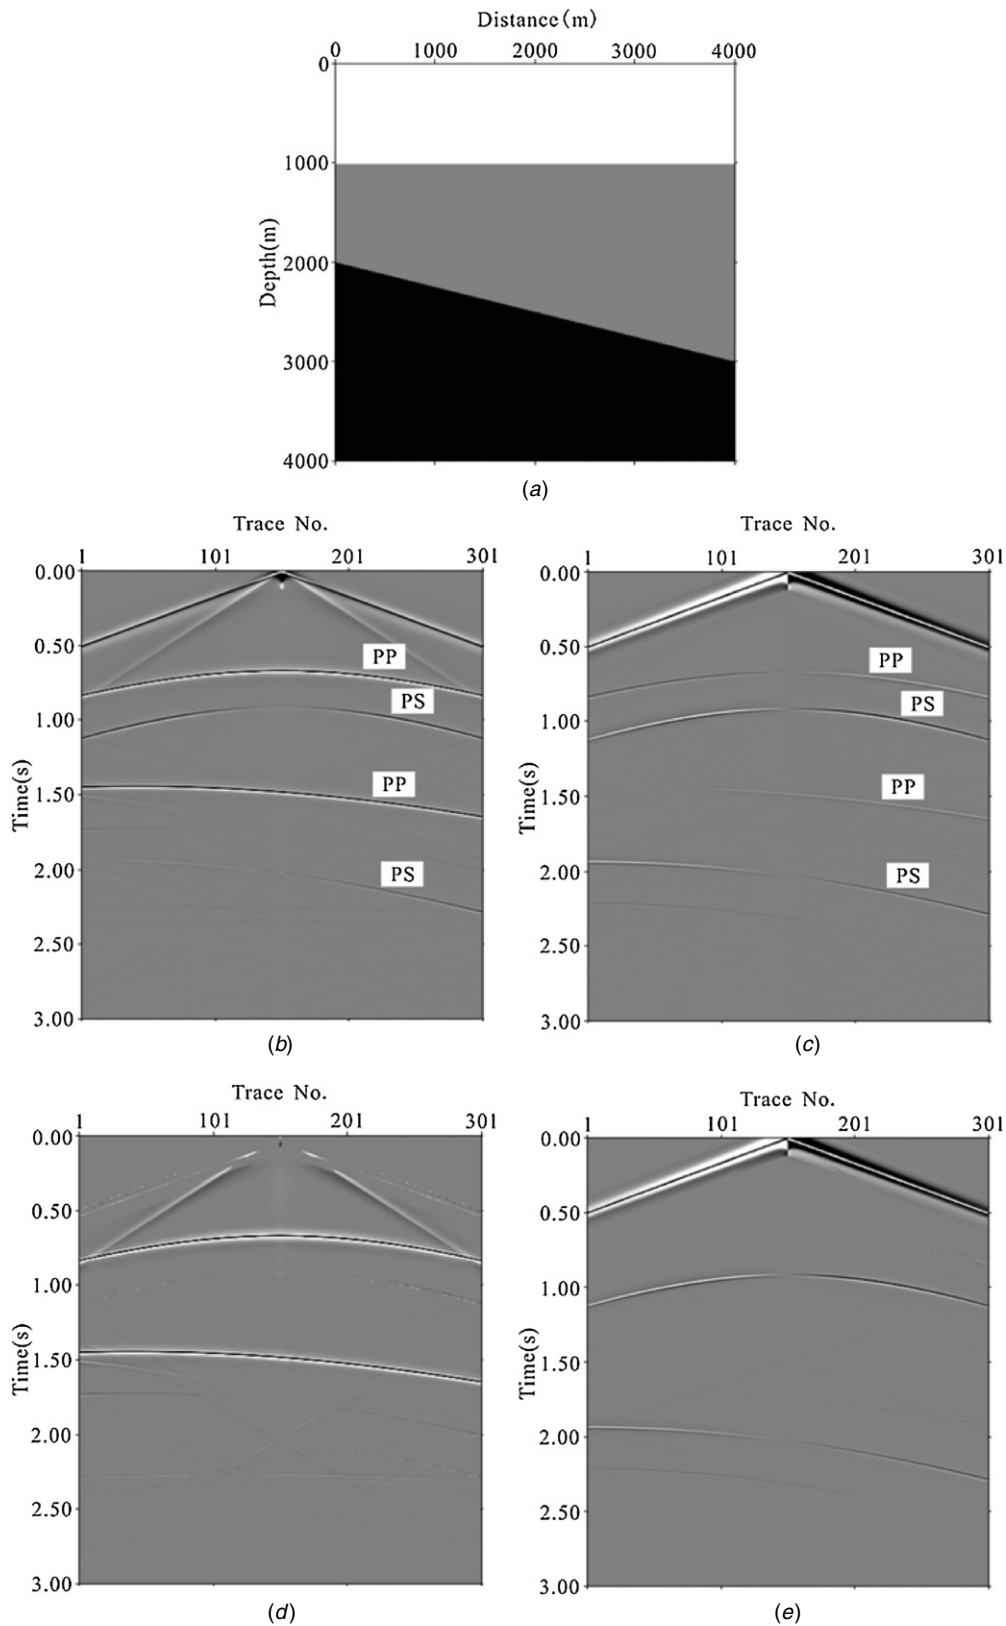 Distance(m)
0 1000 2000 3000 4000
0
1000
2000
3000
4000
Depth(m)
(a)
Trace No.
1 101 201 301
0.00
0.50
1.00
1.50
2.00
2.50
3.00
Time(s)
PP
PS
PP
PS
(b)
Trace No.
1 101 201 301
0.00
0.50
1.00
1.50
2.00
2.50
3.00
Time(s)
PP
PS
PP
PS
(c)
Trace No.
1 101 201 301
0.00
0.50
1.00
1.50
2.00
2.50
3.00
Time(s)
(d)
Trace No.
1 101 201 301
0.00
0.50
1.00
1.50
2.00
2.50
3.00
Time(s)
(e)